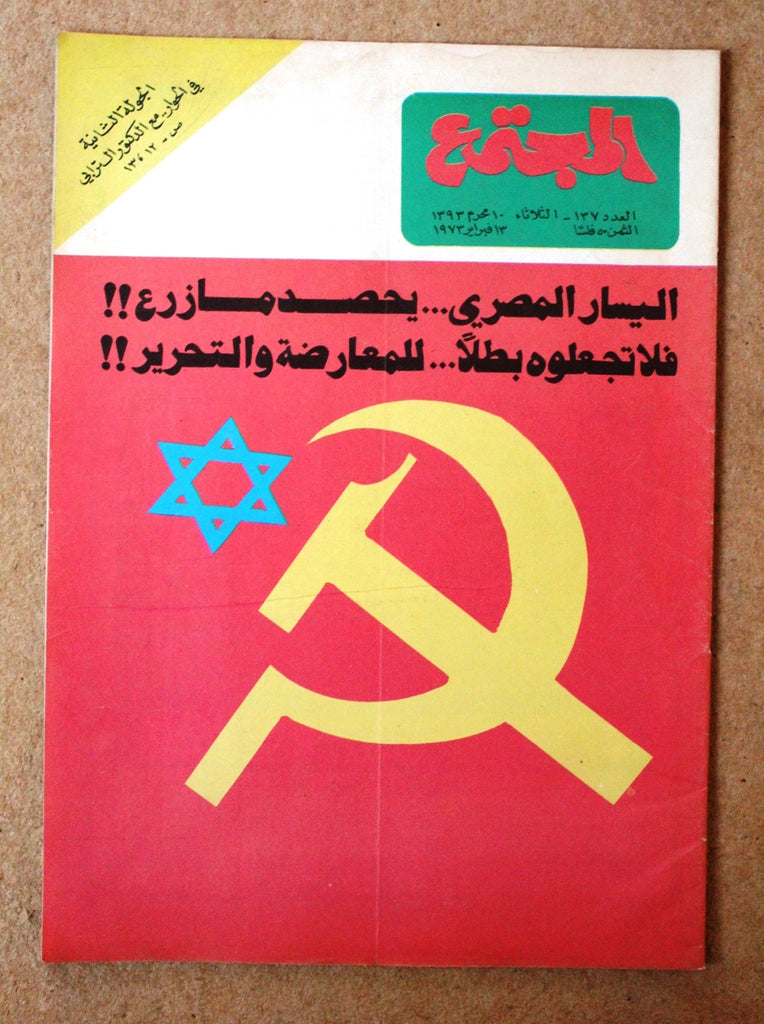 الجولة الثانية
في الحوار مع الدكتور الترابي
ص - ١٢ ، ١٣
المجتمع
العدد ١٣٧ - الثلاثاء ١٠ محرم ١٣٩٣
الثمن ٥٠ فلسًا ١٣ فبراير ١٩٧٣
اليسار المصري... يحصد ما زرع!!
فلا تجعلوه بطلاً... للمعارضة والتحرير!!